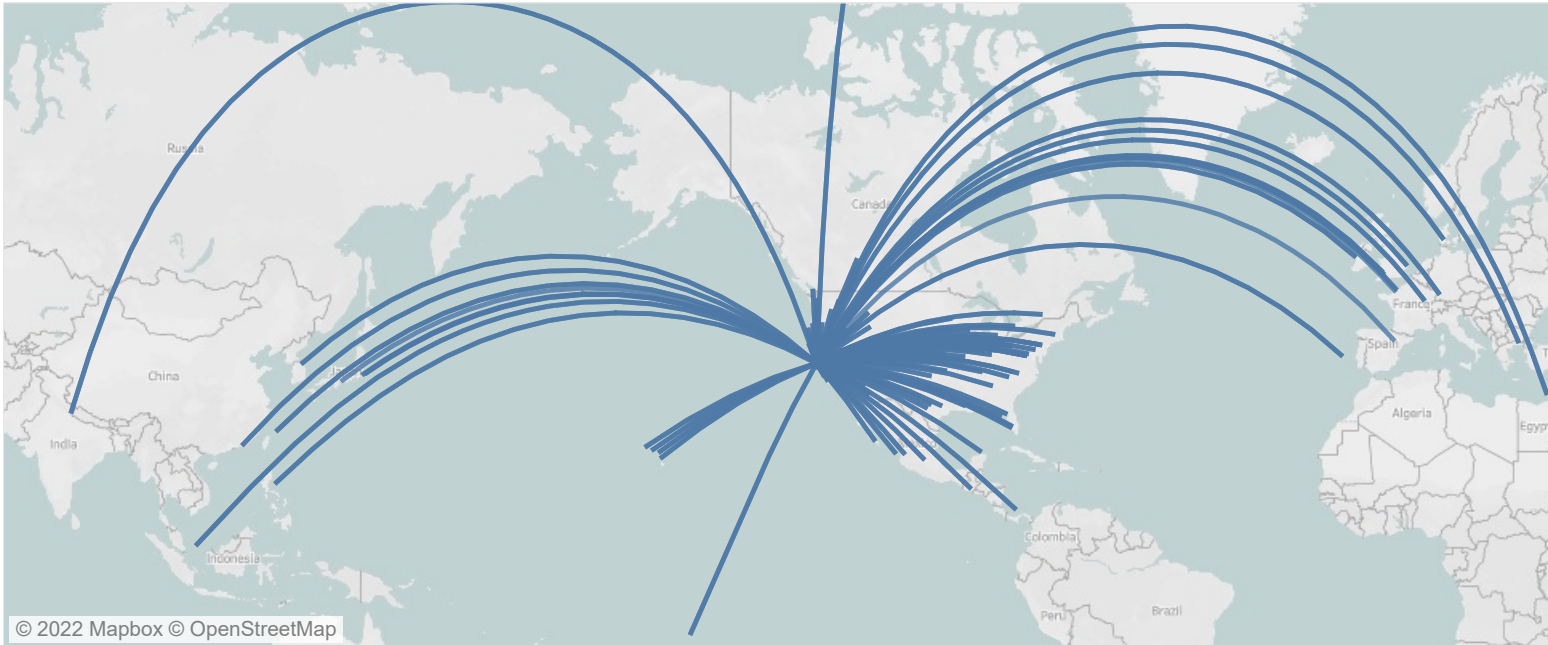 Russia
Canada
France
Spain
China
Algeria
Egypt
India
Colombia
Indonesia
Peru
Brazil
© 2022 Mapbox © OpenStreetMap